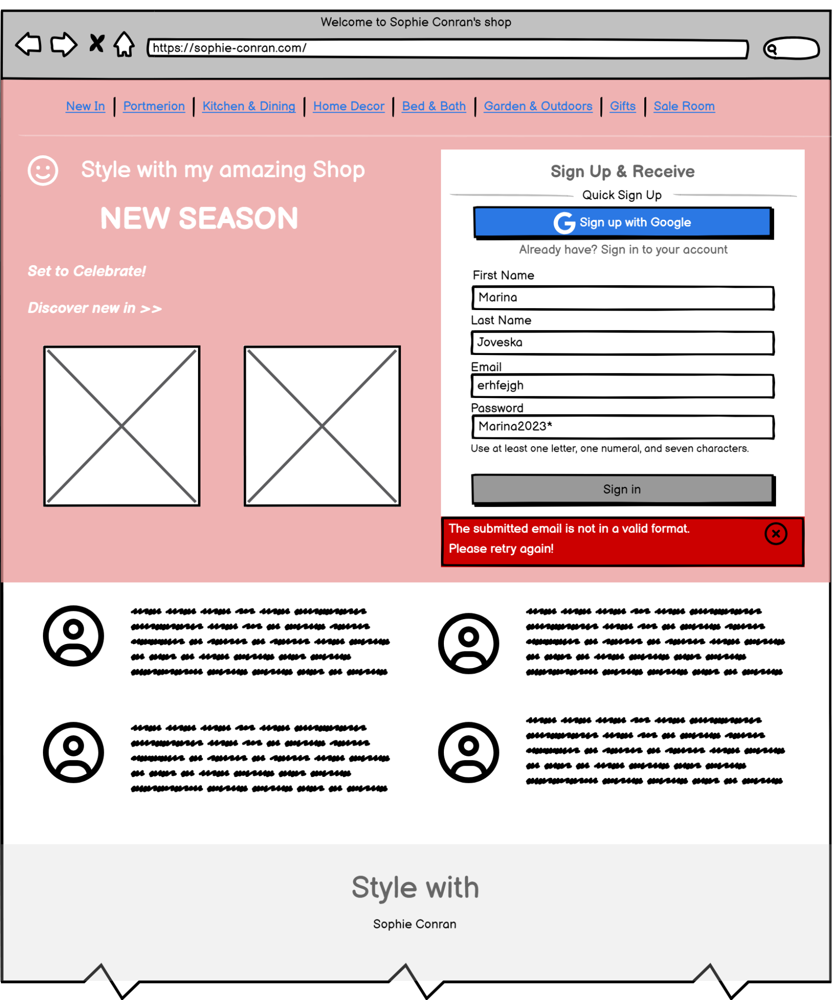 Welcome to Sophie Conran's shop
https://sophie-conran.com/
New In | Portmerion | Kitchen & Dining | Home Decor | Bed & Bath | Garden & Outdoors | Gifts | Sale Room
Style with my amazing Shop
NEW SEASON
Set to Celebrate!
Discover new in >>
Sign Up & Receive
Quick Sign Up
Sign up with Google
Already have? Sign in to your account
First Name
Marina
Last Name
Joveska
Email
erhfejgh
Password
Marina2023*
Use at least one letter, one numeral, and seven characters.
Sign in
The submitted email is not in a valid format.
Please retry again!
Style with
Sophie Conran